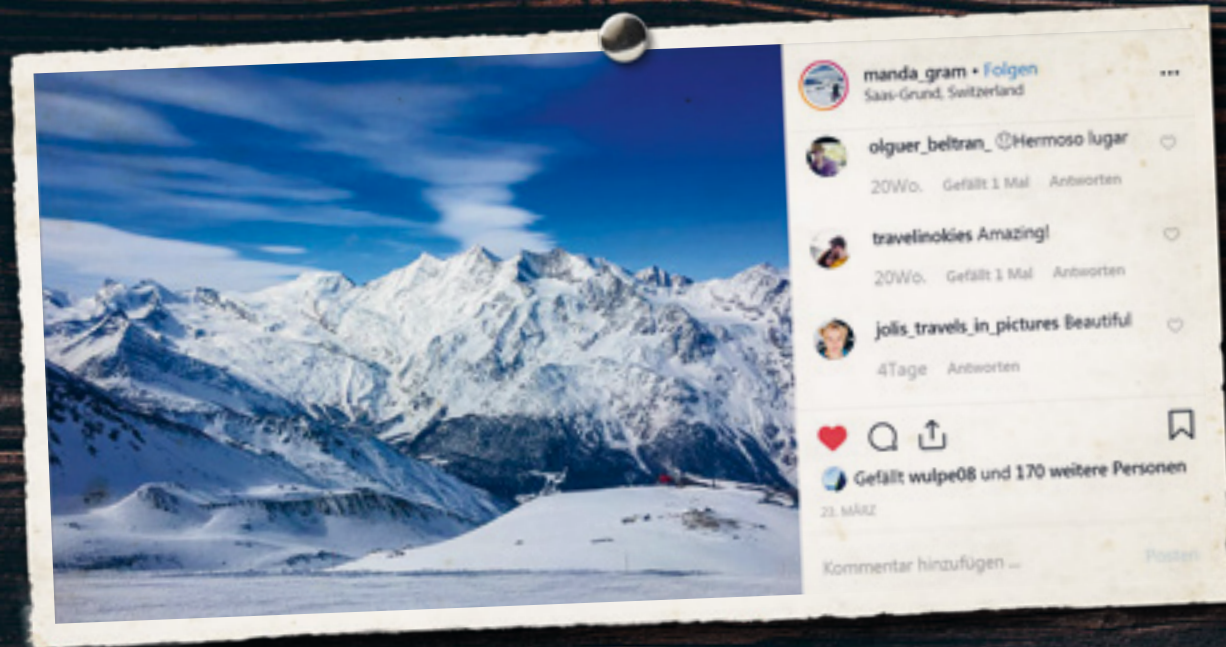 manda_gram • Folgen
Saas-Grund, Switzerland
olguer_beltran_ Hermoso lugar
20Wo. Gefällt 1 Mal Antworten
travelinokies Amazing!
20Wo. Gefällt 1 Mal Antworten
jolis_travels_in_pictures Beautiful
4Tage Antworten
Gefällt wulpe08 und 170 weitere Personen
23. MÄRZ
Kommentar hinzufügen ...
Posten